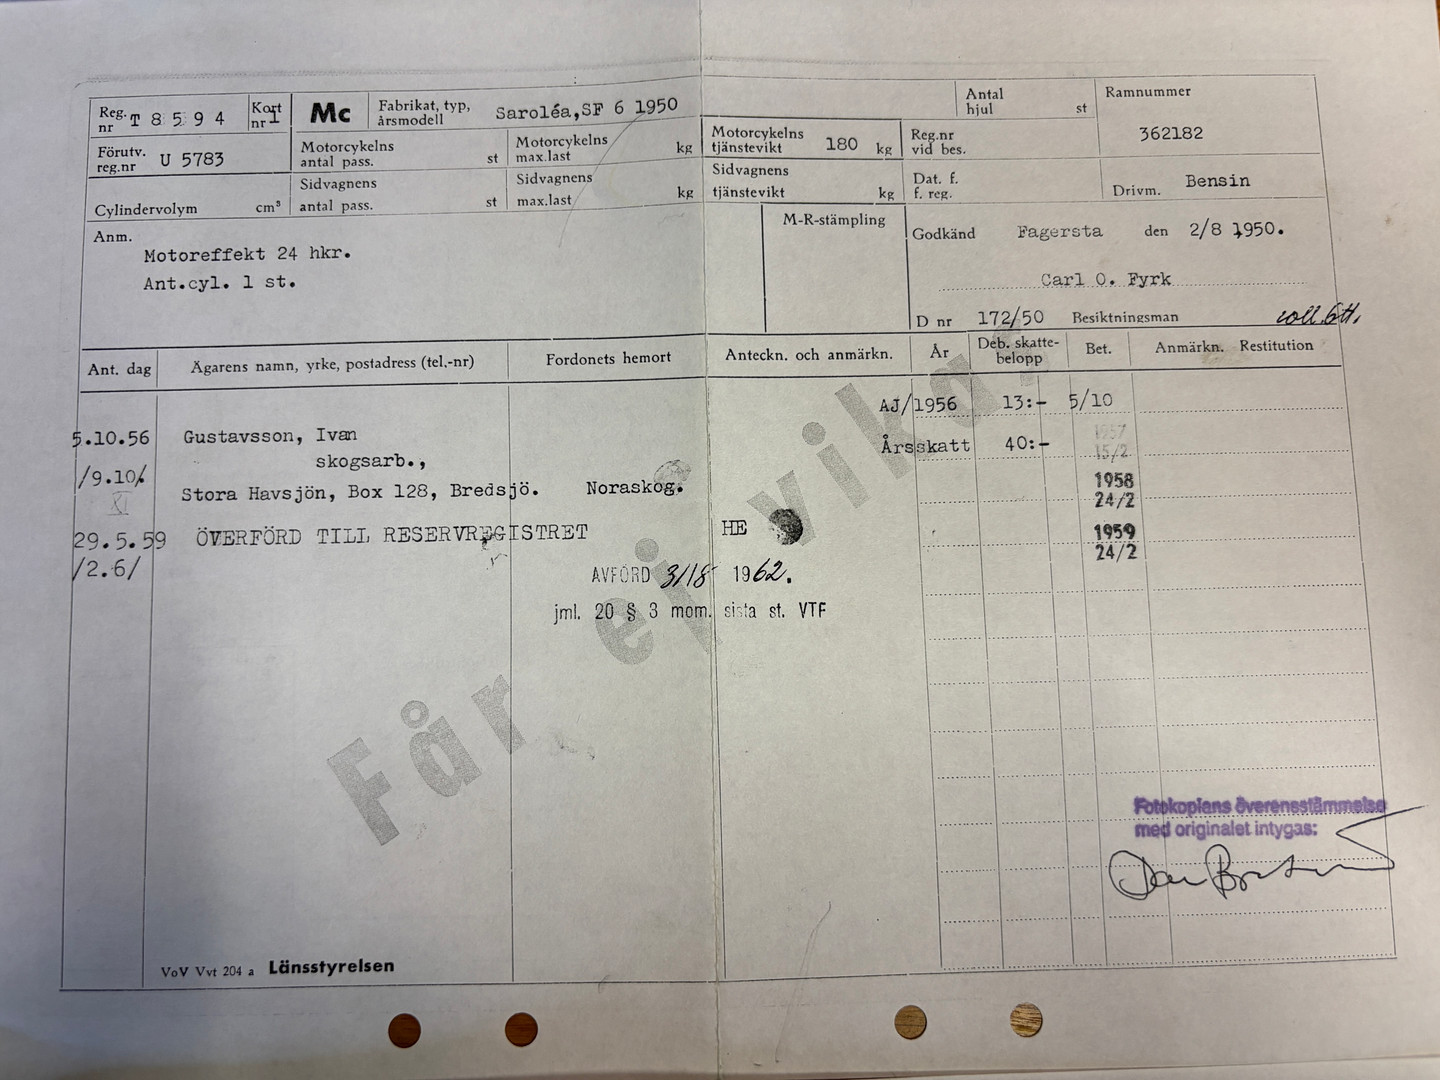 Reg. nr T 8594 Kort nr 1 Mc Fabrikat, typ, årsmodell Saroléa,SF 6 1950 Antal hjul st Ramnummer
362182
Förutv. reg.nr U 5783 Motorcykelns antal pass. st Motorcykelns max.last kg Motorcykelns tjänstevikt 180 kg Reg.nr vid bes.
Cylindervolym cm³ Sidvagnens antal pass. st Sidvagnens max.last kg Sidvagnens tjänstevikt kg Dat. f. f. reg. Drivm. Bensin
Anm. M-R-stämpling Godkänd Fagersta den 2/8 1950.
Motoreffekt 24 hkr.
Ant.cyl. 1 st. Carl O. Fyrk
D nr 172/50 Besiktningsman
Ant. dag Ägarens namn, yrke, postadress (tel.-nr) Fordonets hemort Anteckn. och anmärkn. År Deb. skatte-belopp Bet. Anmärkn. Restitution
AJ/1956 13:- 5/10
5.10.56 Gustavsson, Ivan Årsskatt 40:- 1957
15/2
skogsarb.,
/9.10/ 1958
XI Stora Havsjön, Box 128, Bredsjö. Noraskog. 24/2
29.5.59 ÖVERFÖRD TILL RESERVREGISTRET HE 1959
24/2
/2.6/ AVFÖRD 31/8 1962.
jml. 20 § 3 mom. sista st. VTF
Får ej vikas.
Fotokopiens överensstämmelse
med originalet intygas:
VoV Vvt 204 a Länsstyrelsen